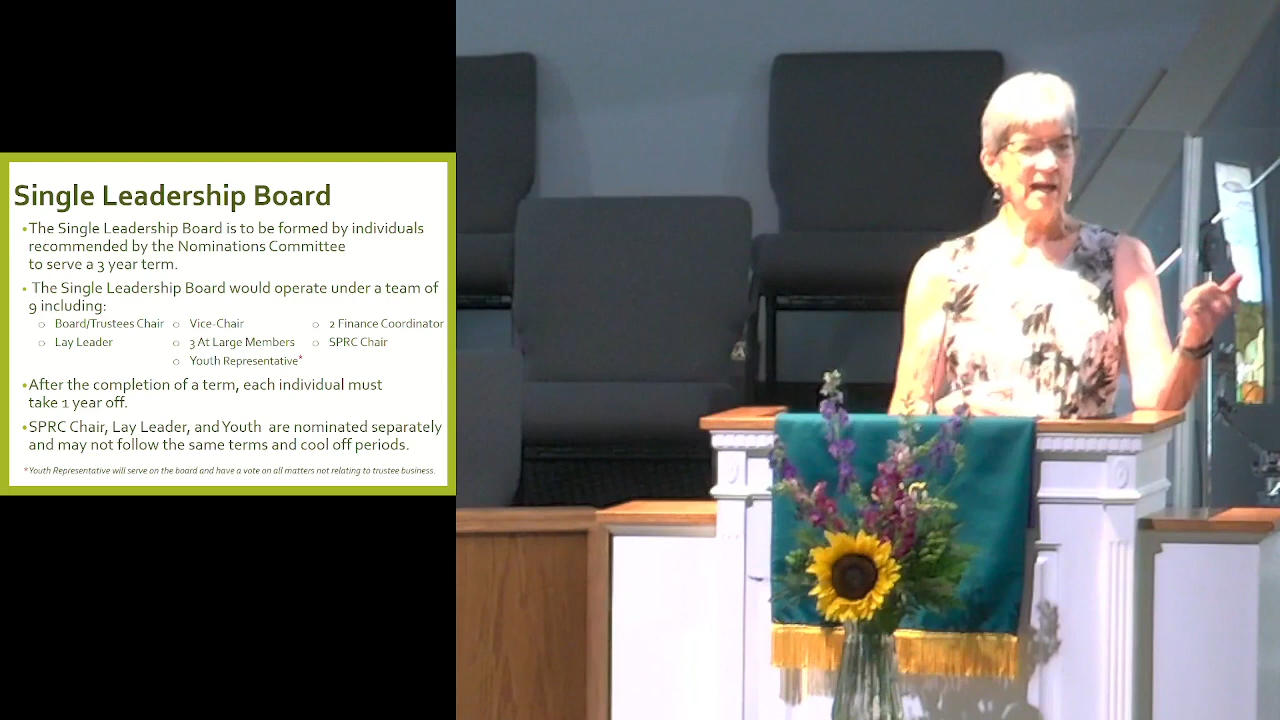 Single Leadership Board
•The Single Leadership Board is to be formed by individuals
recommended by the Nominations Committee
to serve a 3 year term.
• The Single Leadership Board would operate under a team of
9 including:
○ Board/Trustees Chair ○ Vice-Chair ○ 2 Finance Coordinator
○ Lay Leader ○ 3 At Large Members ○ SPRC Chair
○ Youth Representative*
•After the completion of a term, each individual must
take 1 year off.
•SPRC Chair, Lay Leader, and Youth are nominated separately
and may not follow the same terms and cool off periods.
*Youth Representative will serve on the board and have a vote on all matters not relating to trustee business.